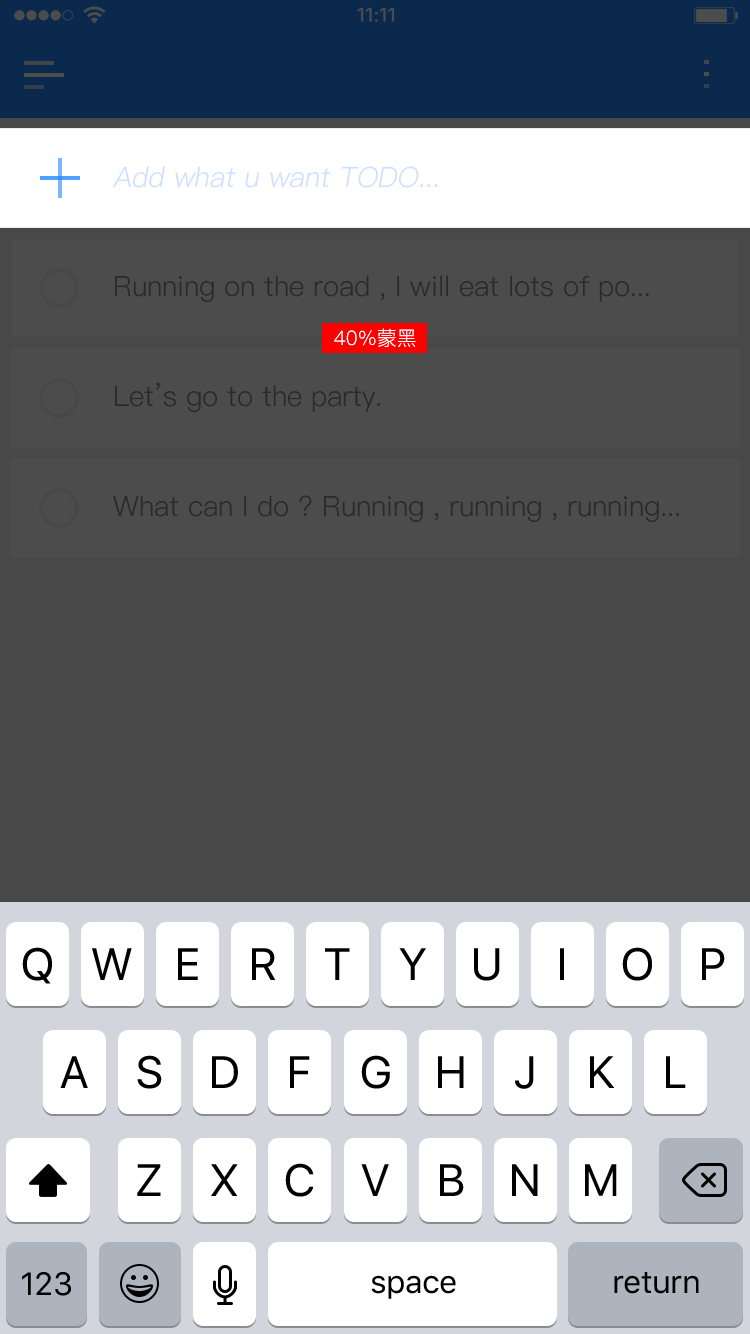 11:11
Add what u want TODO...
Running on the road , I will eat lots of po...
40%蒙黑
Let's go to the party.
What can I do ? Running , running , running...
Q W E R T Y U I O P
A S D F G H J K L
Z X C V B N M
123 space return